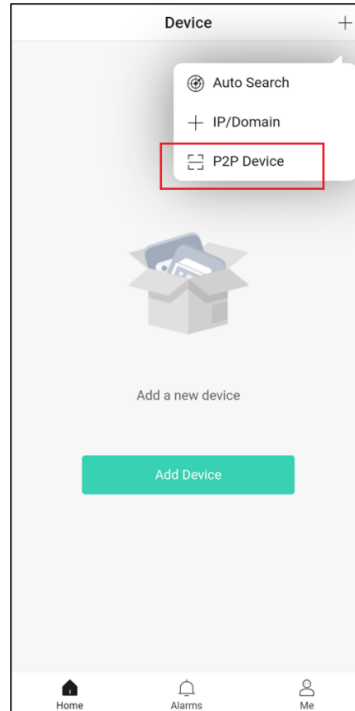 Device
Auto Search
IP/Domain
P2P Device
Add a new device
Add Device
Home Alarms Me